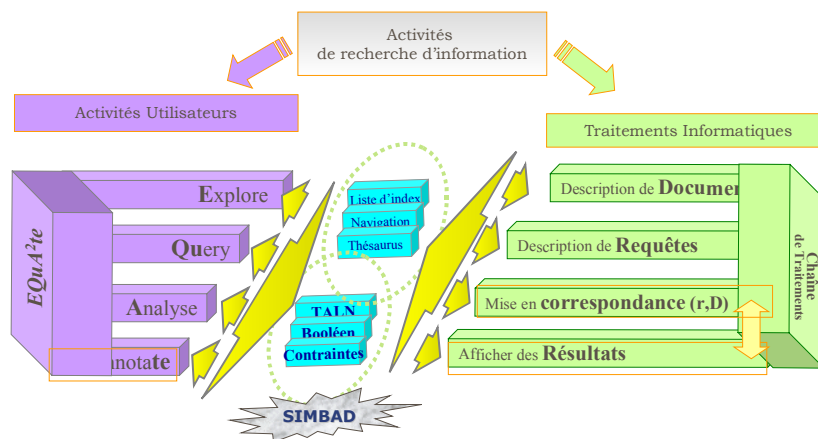 Activités
de recherche d'information
Activités Utilisateurs
Traitements Informatiques
EQuA²te
Explore
Query
Analyse
nnotate
Liste d'index
Navigation
Thésaurus
TALN
Booléen
Contraintes
SIMBAD
Description de Docume
Description de Requêtes
Mise en correspondance (r,D)
Afficher des Résultats
Chaîne
de Traitements